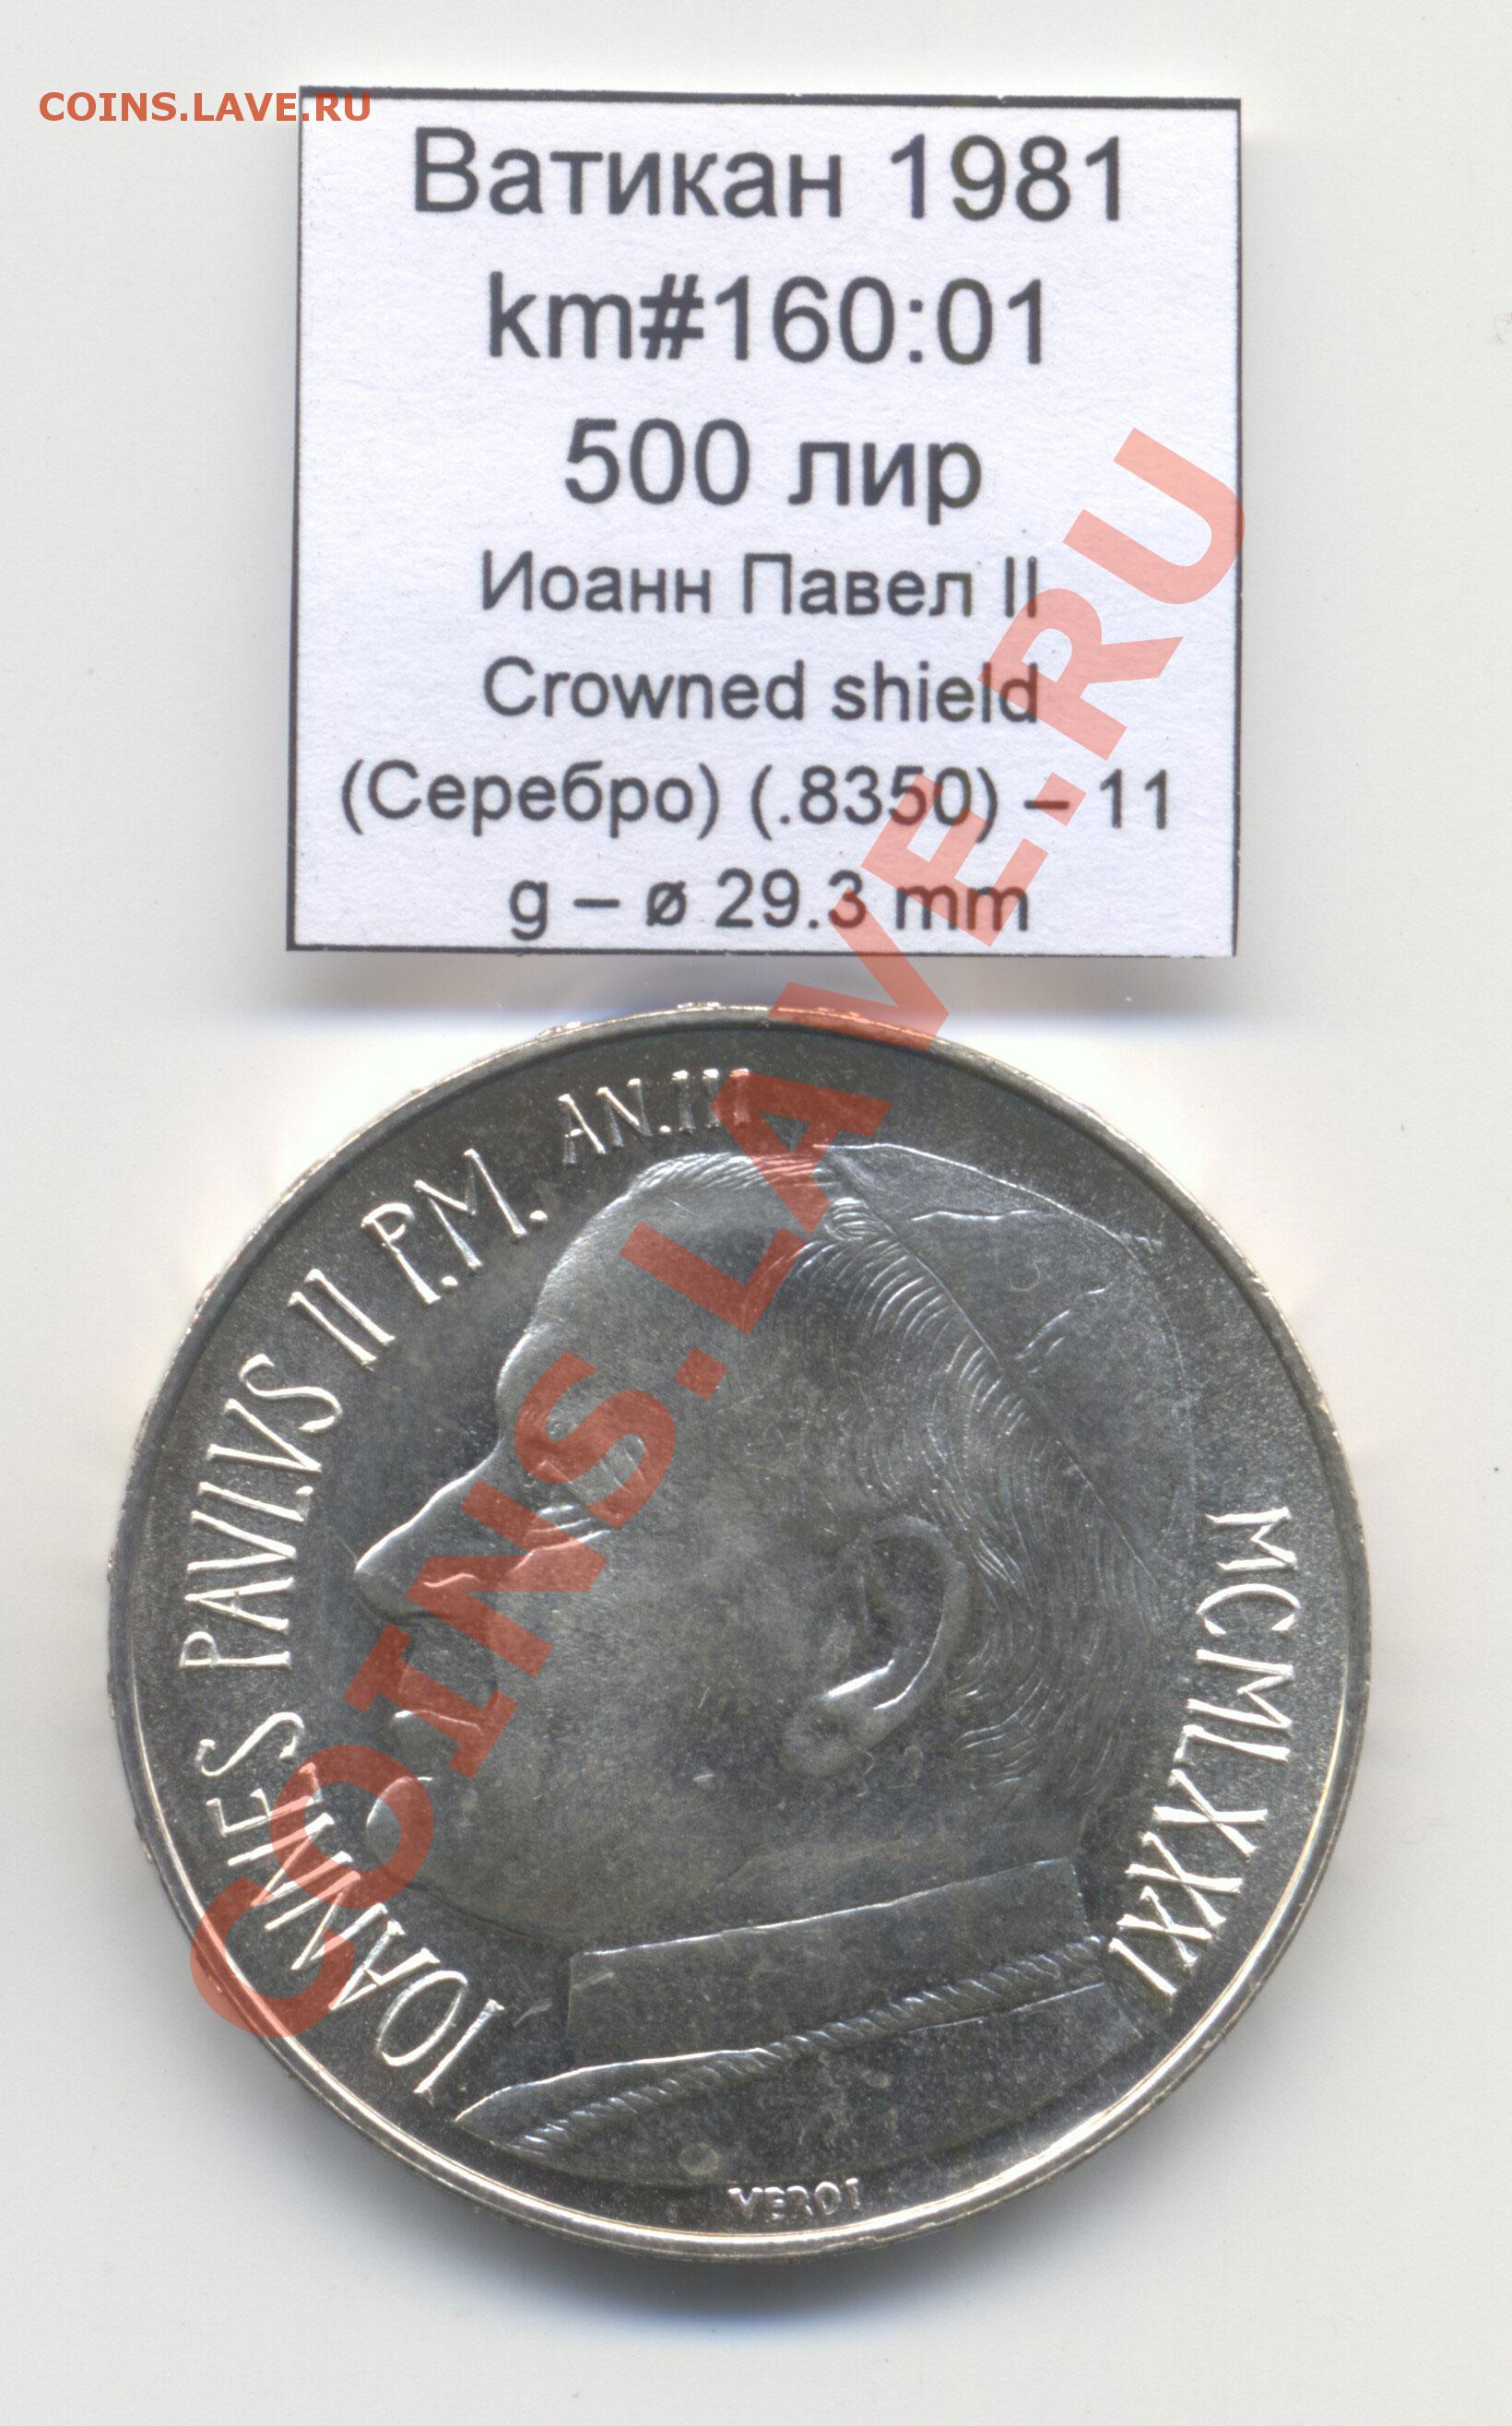 COINS.LAVE.RU
Ватикан 1981
km#160:01
500 лир
Иоанн Павел II
Crowned shield
(Серебро) (.8350) – 11
g – ø 29.3 mm
IOANNES PAVLVS II P.M. AN.III
MCMLXXXI
VEROI
COINS.LAVE.RU